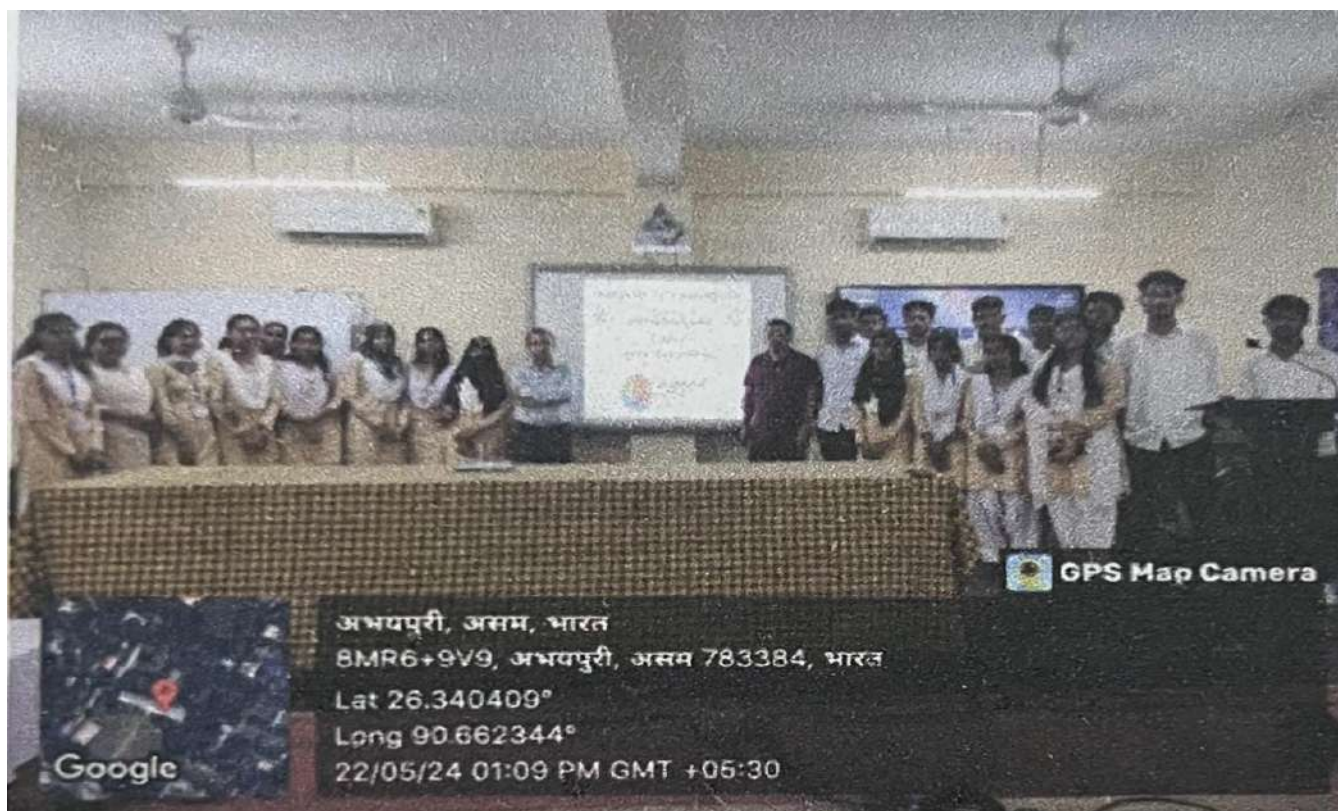 GPS Map Camera
अभयपुरी, असम, भारत
8MR6+9V9, अभयपुरी, असम 783384, भारत
Lat 26.340409°
Long 90.662344°
22/05/24 01:09 PM GMT +05:30
Google